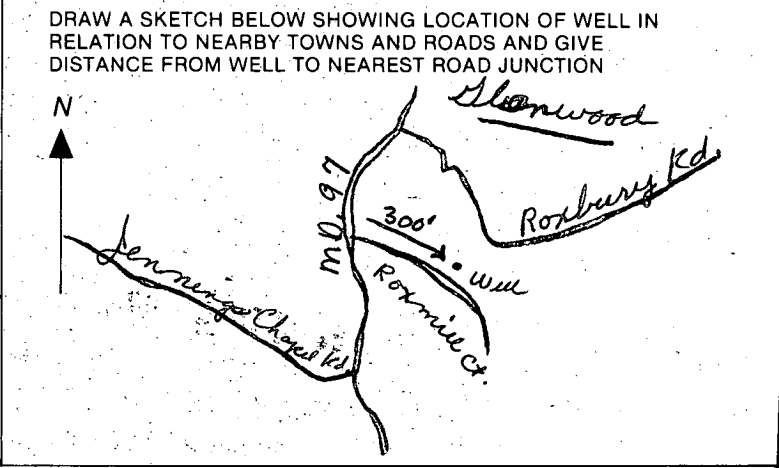 DRAW A SKETCH BELOW SHOWING LOCATION OF WELL IN
RELATION TO NEARBY TOWNS AND ROADS AND GIVE
DISTANCE FROM WELL TO NEAREST ROAD JUNCTION
N
Glenwood
MD. 97
Roxbury Rd.
300'
Well
Roxmill Ct.
Jennings Chapel Rd.